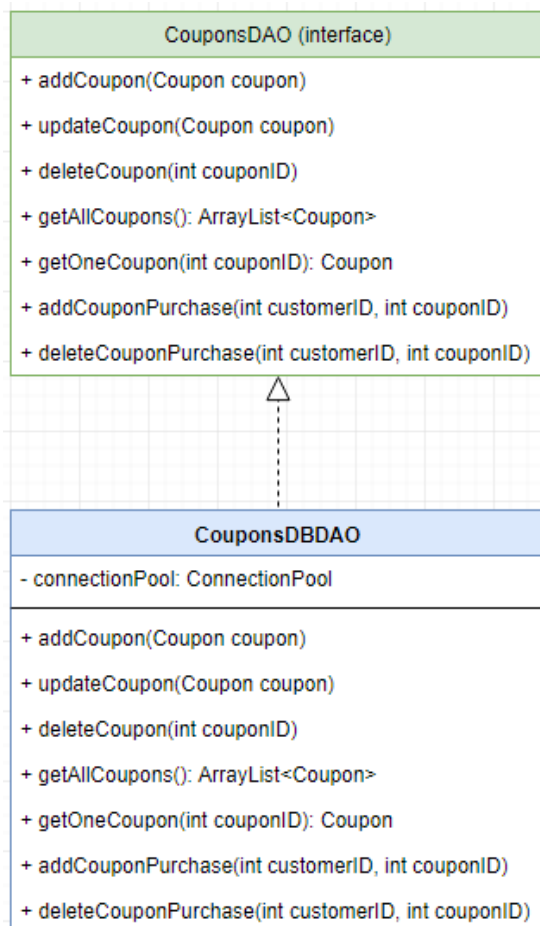 CouponsDAO (interface)
+ addCoupon(Coupon coupon)
+ updateCoupon(Coupon coupon)
+ deleteCoupon(int couponID)
+ getAllCoupons(): ArrayList<Coupon>
+ getOneCoupon(int couponID): Coupon
+ addCouponPurchase(int customerID, int couponID)
+ deleteCouponPurchase(int customerID, int couponID)
CouponsDBDAO
- connectionPool: ConnectionPool
+ addCoupon(Coupon coupon)
+ updateCoupon(Coupon coupon)
+ deleteCoupon(int couponID)
+ getAllCoupons(): ArrayList<Coupon>
+ getOneCoupon(int couponID): Coupon
+ addCouponPurchase(int customerID, int couponID)
+ deleteCouponPurchase(int customerID, int couponID)